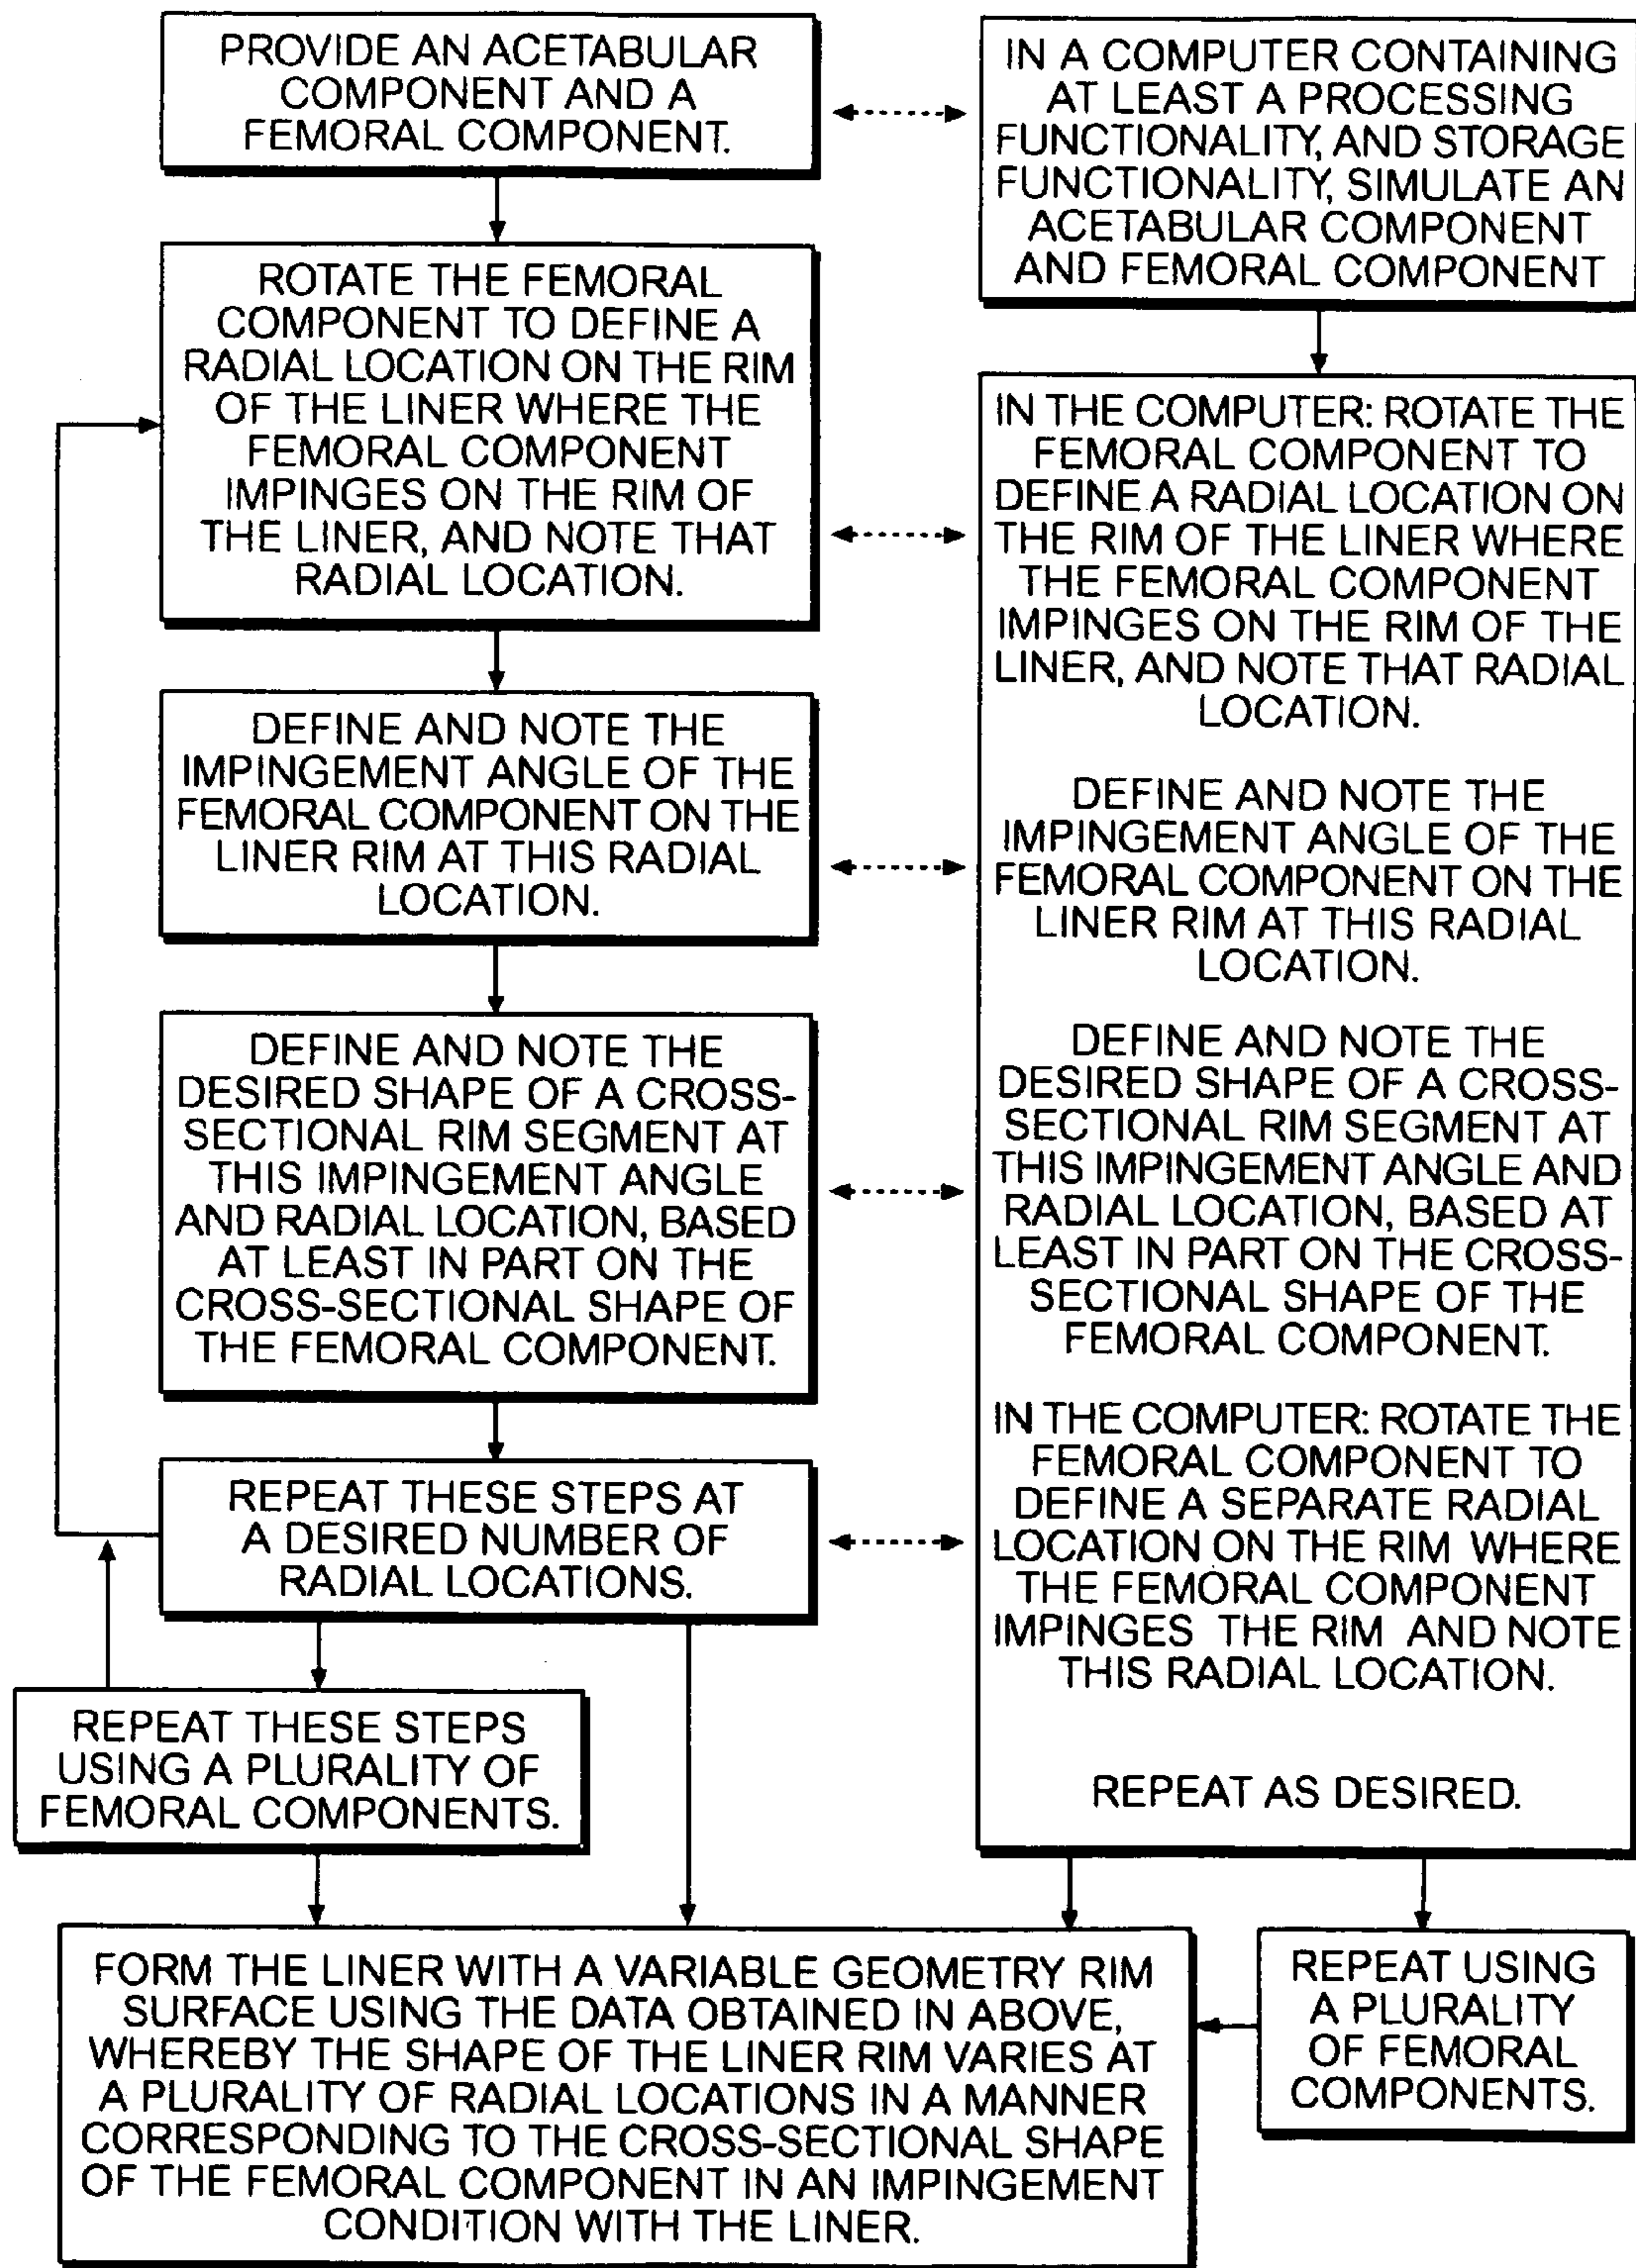 PROVIDE AN ACETABULAR
COMPONENT AND A
FEMORAL COMPONENT.
ROTATE THE FEMORAL
COMPONENT TO DEFINE A
RADIAL LOCATION ON THE RIM
OF THE LINER WHERE THE
FEMORAL COMPONENT
IMPINGES ON THE RIM OF
THE LINER, AND NOTE THAT
RADIAL LOCATION.
DEFINE AND NOTE THE
IMPINGEMENT ANGLE OF THE
FEMORAL COMPONENT ON THE
LINER RIM AT THIS RADIAL
LOCATION.
DEFINE AND NOTE THE
DESIRED SHAPE OF A CROSS-
SECTIONAL RIM SEGMENT AT
THIS IMPINGEMENT ANGLE
AND RADIAL LOCATION, BASED
AT LEAST IN PART ON THE
CROSS-SECTIONAL SHAPE OF
THE FEMORAL COMPONENT.
REPEAT THESE STEPS AT
A DESIRED NUMBER OF
RADIAL LOCATIONS.
REPEAT THESE STEPS
USING A PLURALITY OF
FEMORAL COMPONENTS.
IN A COMPUTER CONTAINING
AT LEAST A PROCESSING
FUNCTIONALITY, AND STORAGE
FUNCTIONALITY, SIMULATE AN
ACETABULAR COMPONENT
AND FEMORAL COMPONENT
IN THE COMPUTER: ROTATE THE
FEMORAL COMPONENT TO
DEFINE A RADIAL LOCATION ON
THE RIM OF THE LINER WHERE
THE FEMORAL COMPONENT
IMPINGES ON THE RIM OF THE
LINER, AND NOTE THAT RADIAL
LOCATION.
DEFINE AND NOTE THE
IMPINGEMENT ANGLE OF THE
FEMORAL COMPONENT ON THE
LINER RIM AT THIS RADIAL
LOCATION.
DEFINE AND NOTE THE
DESIRED SHAPE OF A CROSS-
SECTIONAL RIM SEGMENT AT
THIS IMPINGEMENT ANGLE AND
RADIAL LOCATION, BASED AT
LEAST IN PART ON THE CROSS-
SECTIONAL SHAPE OF THE
FEMORAL COMPONENT.
IN THE COMPUTER: ROTATE THE
FEMORAL COMPONENT TO
DEFINE A SEPARATE RADIAL
LOCATION ON THE RIM WHERE
THE FEMORAL COMPONENT
IMPINGES THE RIM AND NOTE
THIS RADIAL LOCATION.
REPEAT AS DESIRED.
REPEAT USING
A PLURALITY
OF FEMORAL
COMPONENTS.
FORM THE LINER WITH A VARIABLE GEOMETRY RIM
SURFACE USING THE DATA OBTAINED IN ABOVE,
WHEREBY THE SHAPE OF THE LINER RIM VARIES AT
A PLURALITY OF RADIAL LOCATIONS IN A MANNER
CORRESPONDING TO THE CROSS-SECTIONAL SHAPE
OF THE FEMORAL COMPONENT IN AN IMPINGEMENT
CONDITION WITH THE LINER.